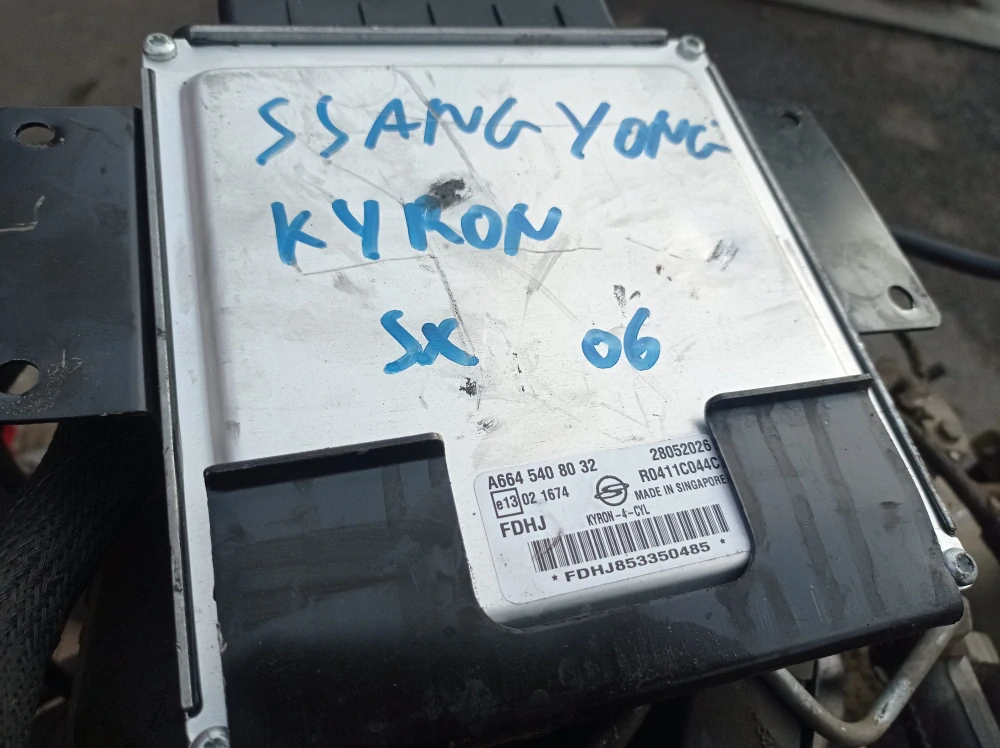 SSANGYONG
KYRON
SX 06
A664 540 80 32 28052026
e13 02 1674 R0411C044C
MADE IN SINGAPORE
FDHJ KYRON-4-CYL
* FDHJ853350485 *